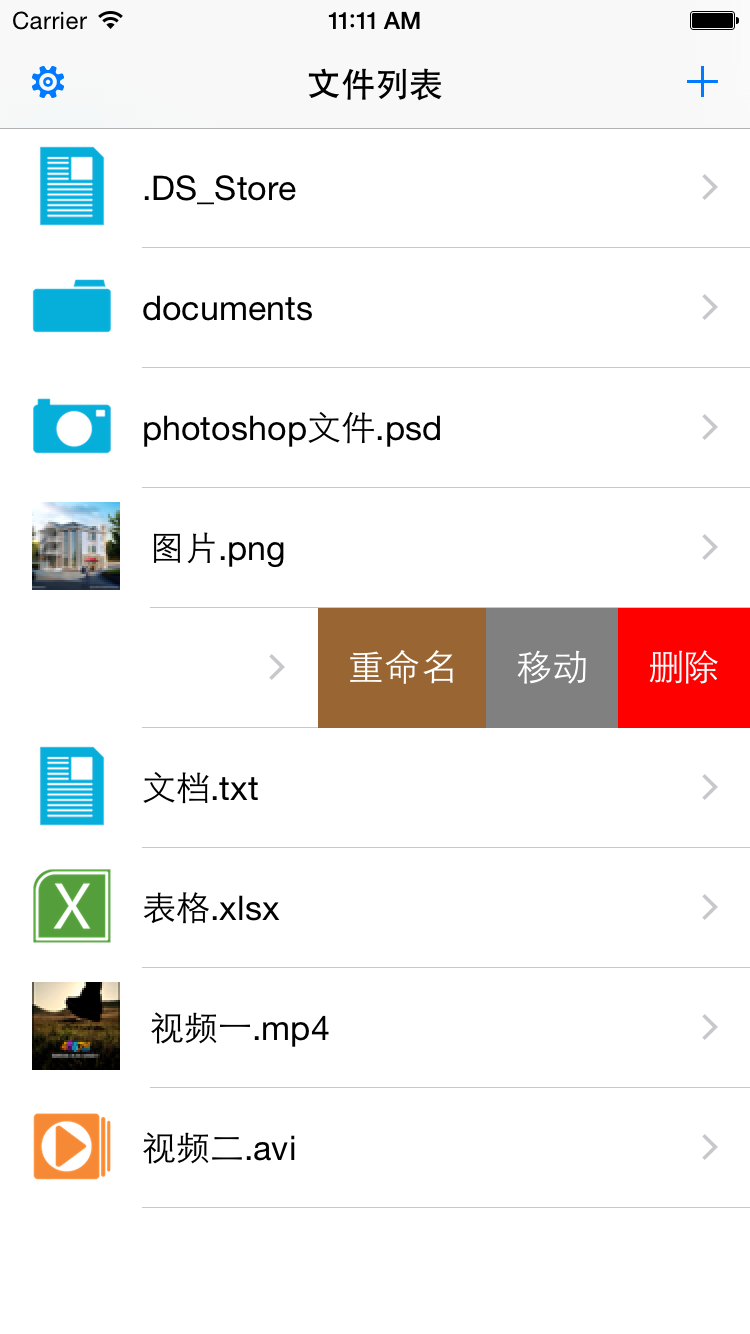 Carrier 11:11 AM
文件列表
.DS_Store
documents
photoshop文件.psd
图片.png
重命名 移动 删除
文档.txt
表格.xlsx
视频一.mp4
视频二.avi